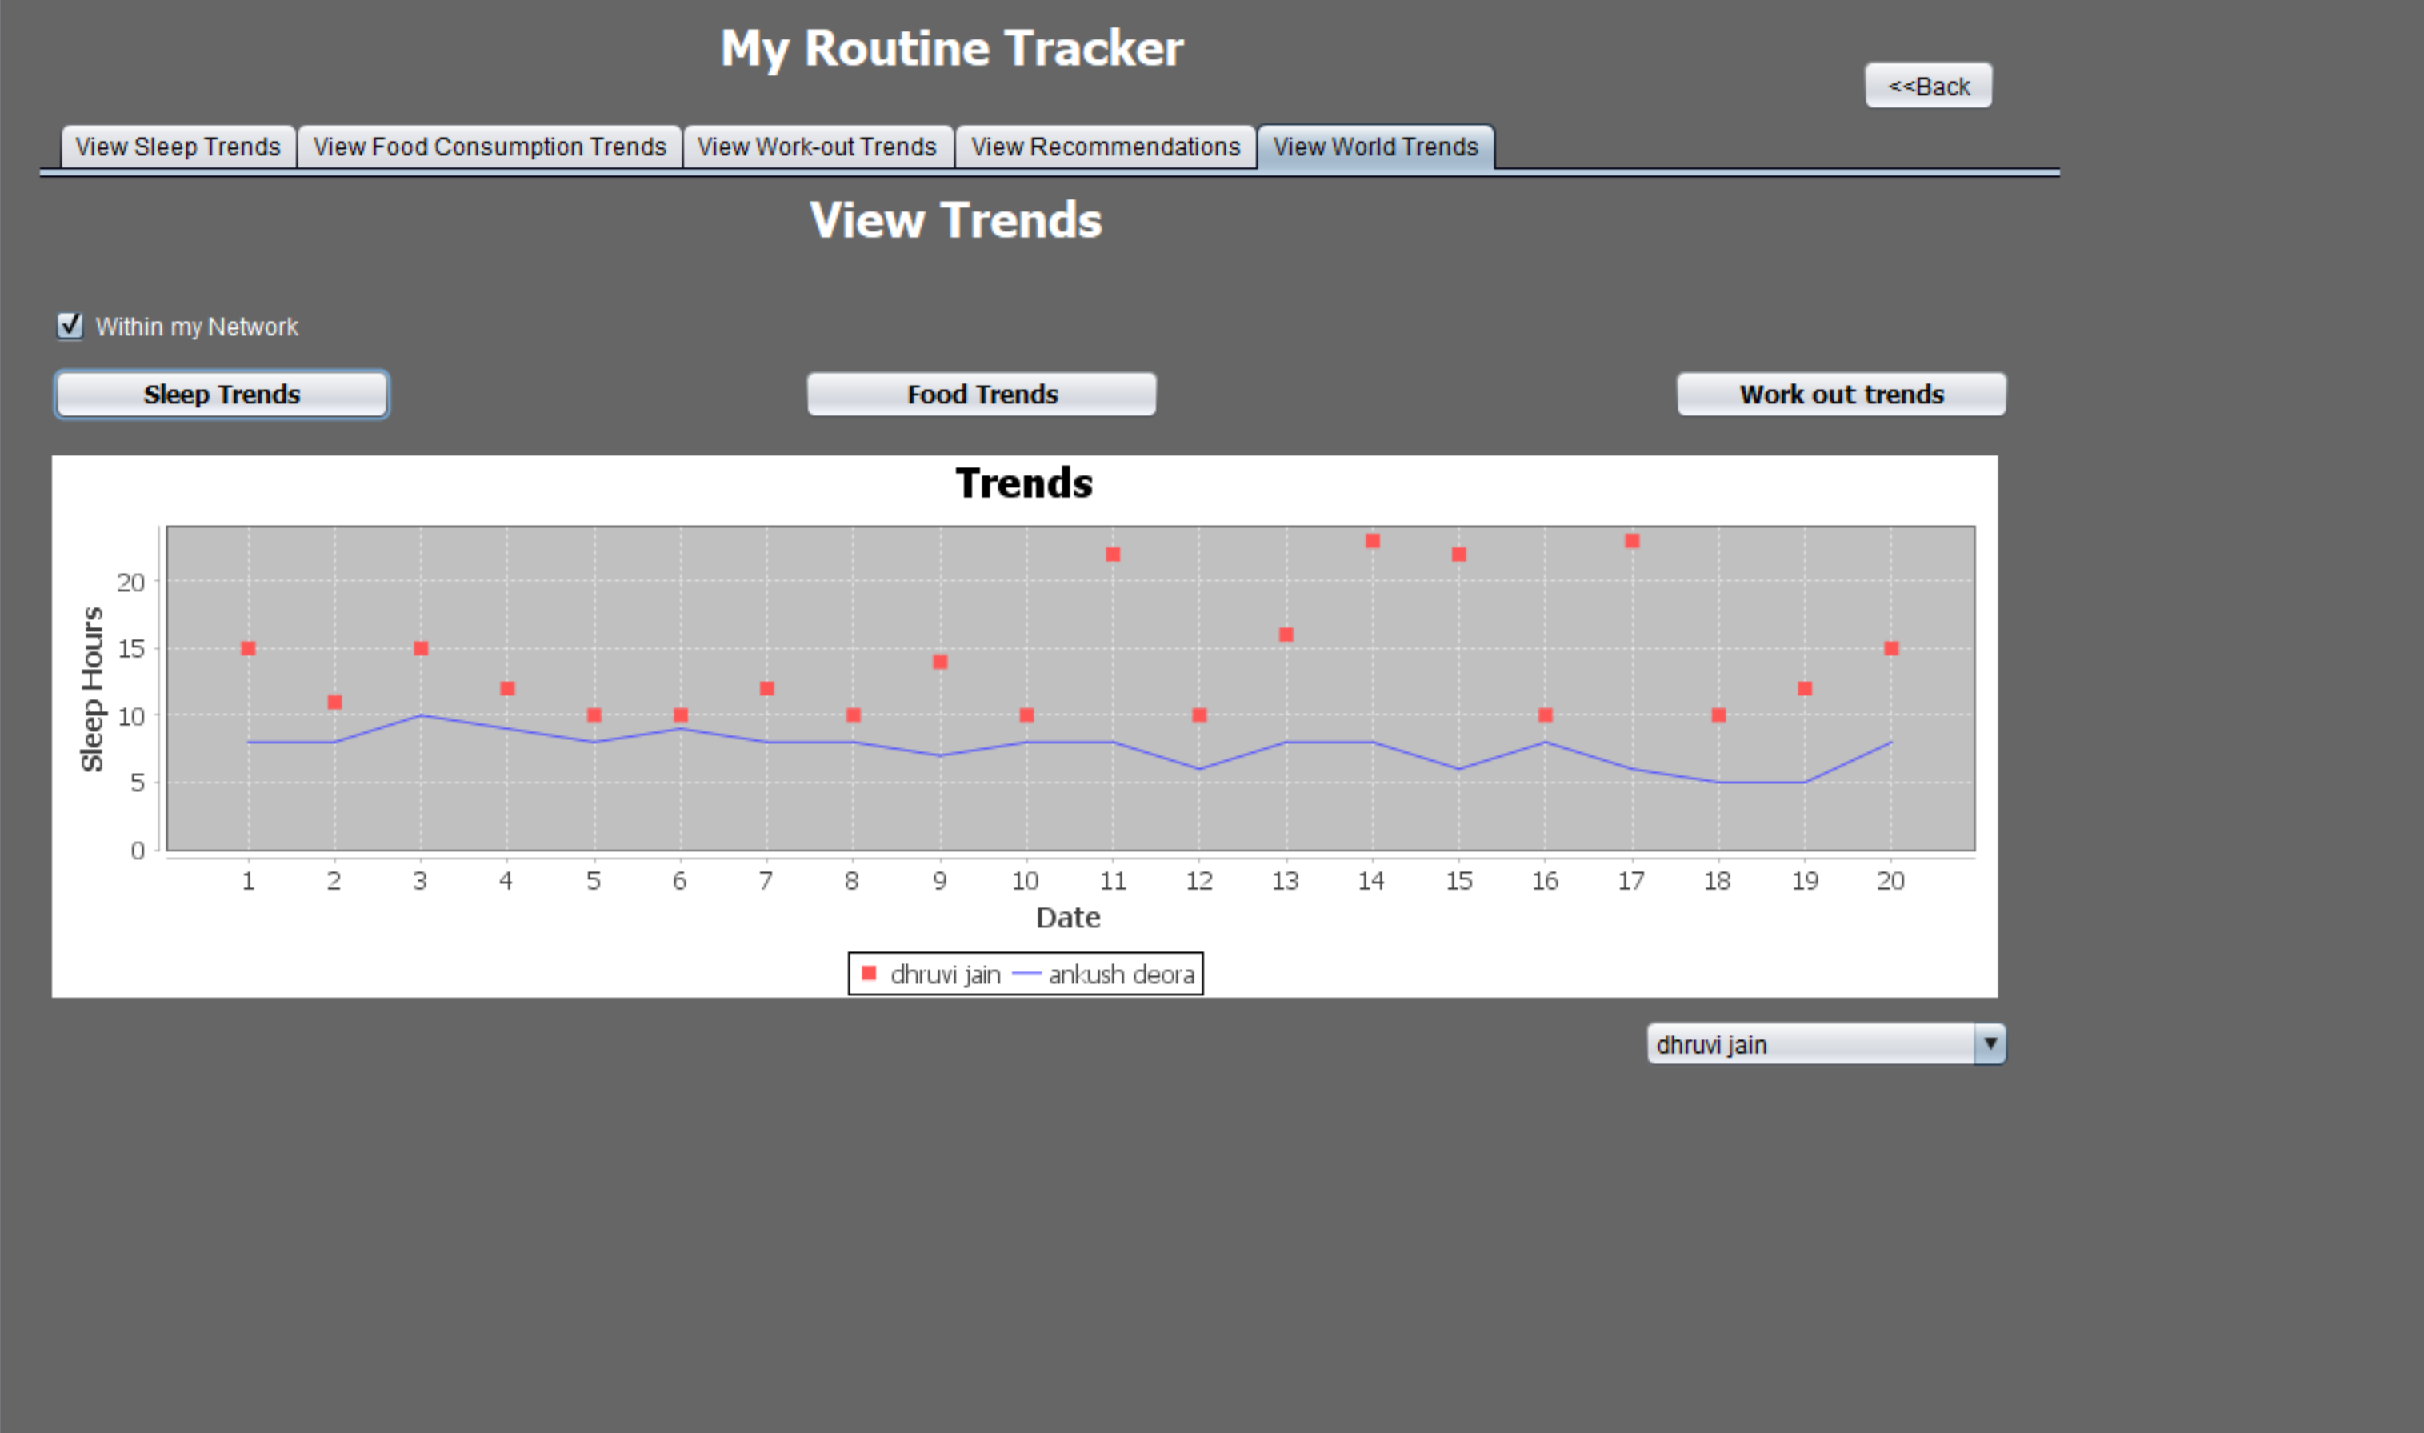 My Routine Tracker
<<Back
View Sleep Trends View Food Consumption Trends View Work-out Trends View Recommendations View World Trends
View Trends
Within my Network
Sleep Trends Food Trends Work out trends
Trends
Sleep Hours
20
15
10
5
0
1 2 3 4 5 6 7 8 9 10 11 12 13 14 15 16 17 18 19 20
Date
dhruvi jain ankush deora
dhruvi jain